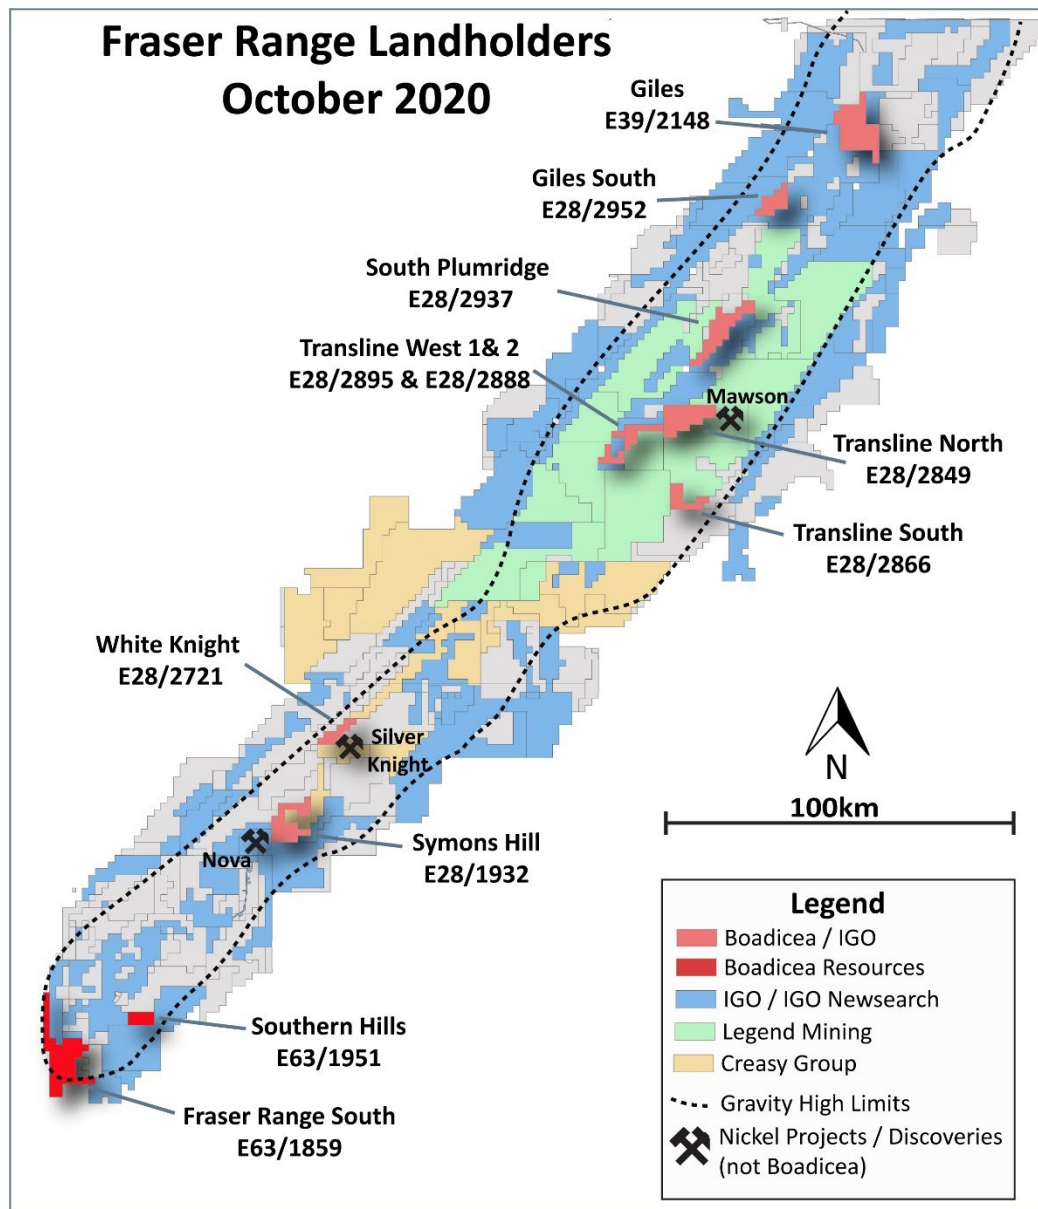 Fraser Range Landholders
October 2020
Giles
E39/2148
Giles South
E28/2952
South Plumridge
E28/2937
Transline West 1& 2
E28/2895 & E28/2888
Mawson
Transline North
E28/2849
Transline South
E28/2866
White Knight
E28/2721
Silver
Knight
N
100km
Nova
Symons Hill
E28/1932
Southern Hills
E63/1951
Fraser Range South
E63/1859
Legend
Boadicea / IGO
Boadicea Resources
IGO / IGO Newsearch
Legend Mining
Creasy Group
Gravity High Limits
Nickel Projects / Discoveries
(not Boadicea)